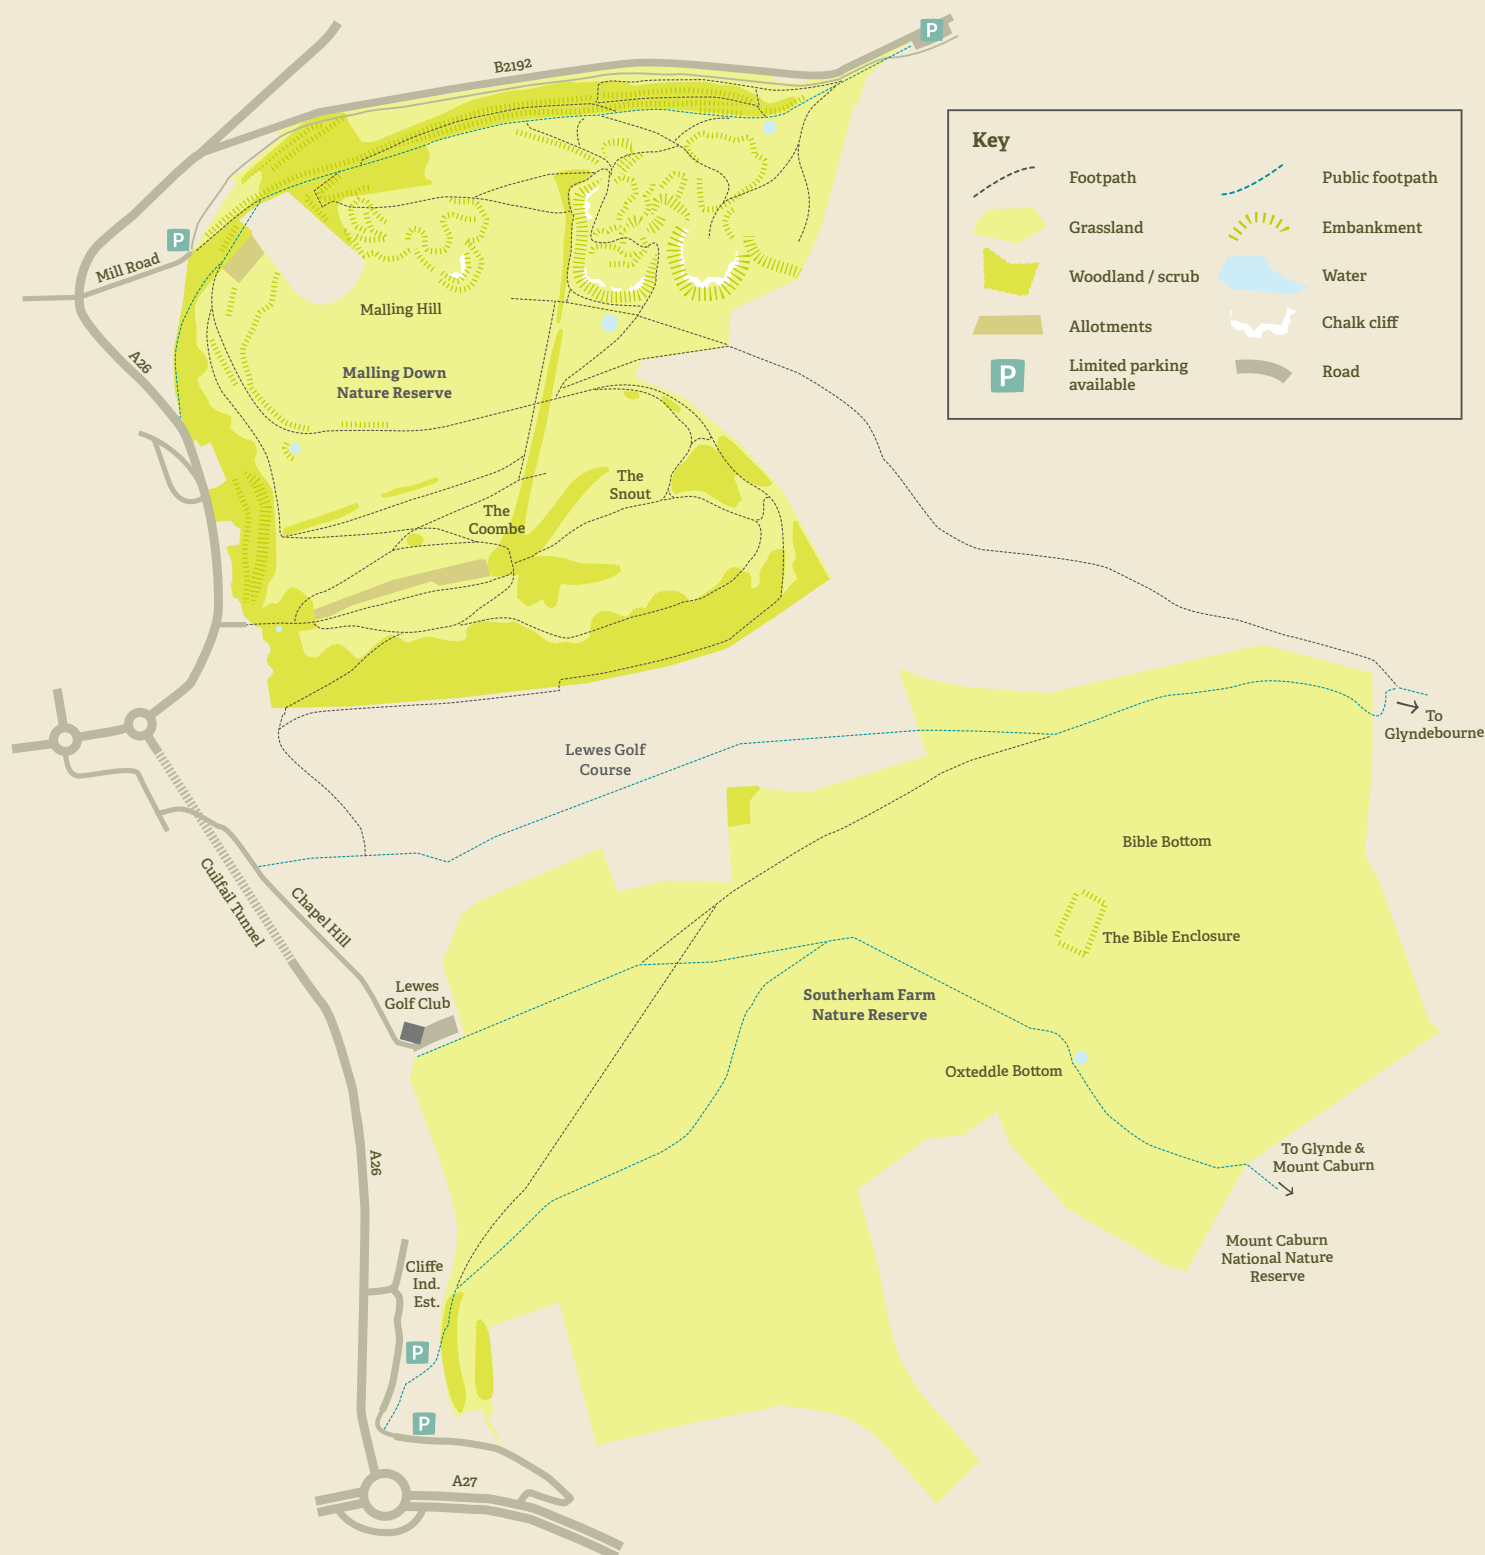 P
B2192
Key
Footpath
Public footpath
Grassland
Embankment
Woodland / scrub
Water
Allotments
Chalk cliff
P
Limited parking
available
Road
P
Mill Road
A26
Malling Hill
Malling Down
Nature Reserve
The
Snout
The
Coombe
To
Glyndebourne
Lewes Golf
Course
Bible Bottom
The Bible Enclosure
Cuilfail Tunnel
Chapel Hill
Lewes
Golf Club
Southerham Farm
Nature Reserve
Oxteddle Bottom
A26
To Glynde &
Mount Caburn
Mount Caburn
National Nature
Reserve
Cliffe
Ind.
Est.
P
P
A27